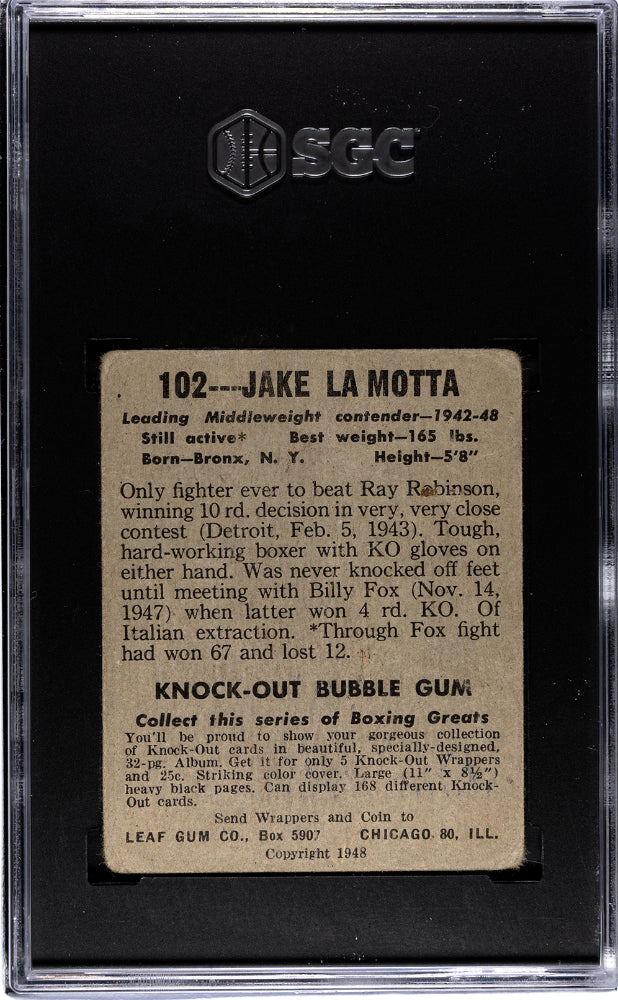 SGC
102---JAKE LA MOTTA
Leading Middleweight contender—1942-48
Still active* Best weight—165 lbs.
Born—Bronx, N. Y. Height—5'8"
Only fighter ever to beat Ray Robinson,
winning 10 rd. decision in very, very close
contest (Detroit, Feb. 5, 1943). Tough,
hard-working boxer with KO gloves on
either hand. Was never knocked off feet
until meeting with Billy Fox (Nov. 14,
1947) when latter won 4 rd. KO. Of
Italian extraction. *Through Fox fight
had won 67 and lost 12.
KNOCK-OUT BUBBLE GUM
Collect this series of Boxing Greats
You'll be proud to show your gorgeous collection
of Knock-Out cards in beautiful, specially-designed,
32-pg. Album. Get it for only 5 Knock-Out Wrappers
and 25c. Striking color cover. Large (11" x 8½")
heavy black pages. Can display 168 different Knock-
Out cards.
Send Wrappers and Coin to
LEAF GUM CO., Box 5907 CHICAGO 80, ILL.
Copyright 1948